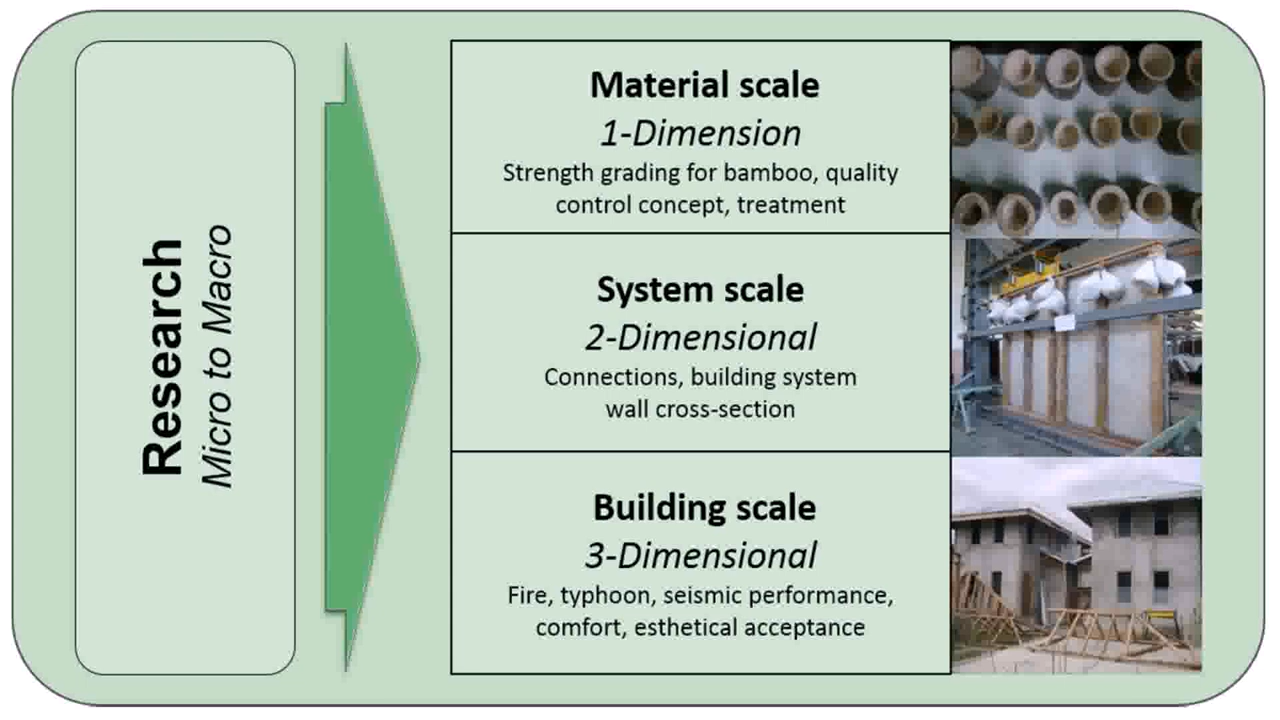 Research
Micro to Macro
Material scale
1-Dimension
Strength grading for bamboo, quality
control concept, treatment
System scale
2-Dimensional
Connections, building system
wall cross-section
Building scale
3-Dimensional
Fire, typhoon, seismic performance,
comfort, esthetical acceptance